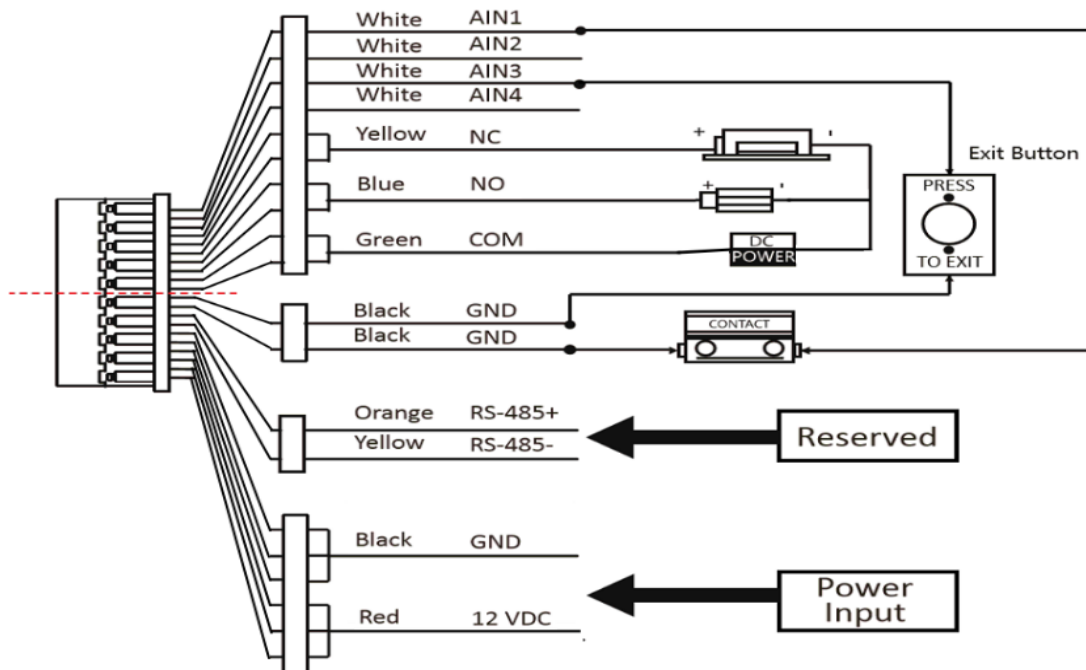 White AIN1
White AIN2
White AIN3
White AIN4
Yellow NC
+ '
Exit Button
Blue NO
+ '
PRESS
TO EXIT
Green COM
DC
POWER
Black GND
Black GND
CONTACT
Orange RS-485+
Yellow RS-485-
Reserved
Black GND
Power
Input
Red 12 VDC